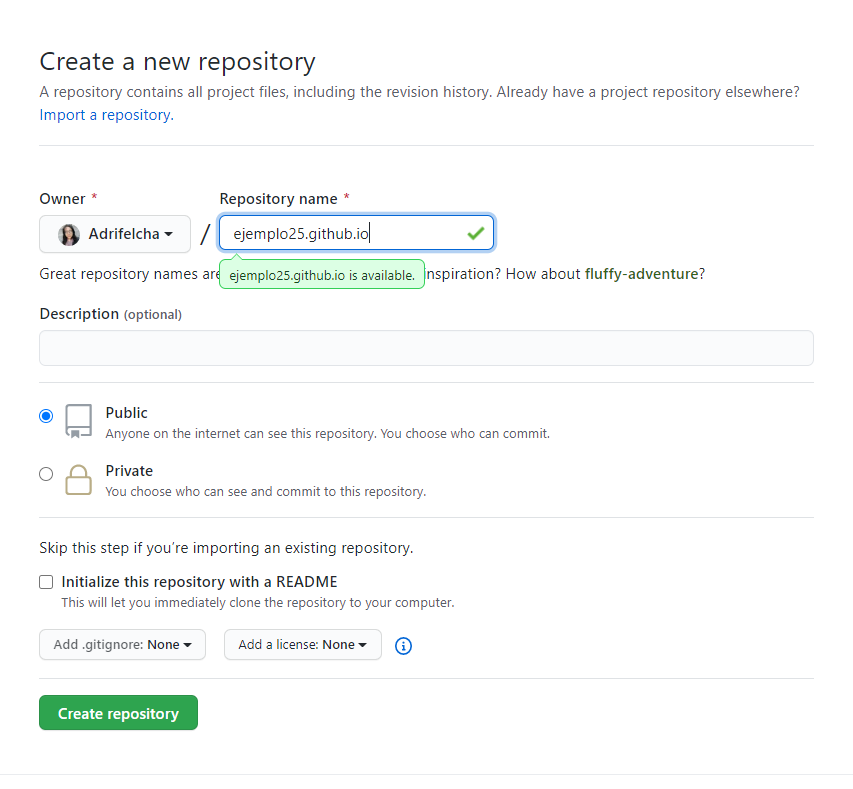 Create a new repository
A repository contains all project files, including the revision history. Already have a project repository elsewhere?
Import a repository.
Owner * Repository name *
Adrifelcha / ejemplo25.github.io
Great repository names are ejemplo25.github.io is available. nspiration? How about fluffy-adventure?
Description (optional)
Public
Anyone on the internet can see this repository. You choose who can commit.
Private
You choose who can see and commit to this repository.
Skip this step if you’re importing an existing repository.
Initialize this repository with a README
This will let you immediately clone the repository to your computer.
Add .gitignore: None Add a license: None
Create repository